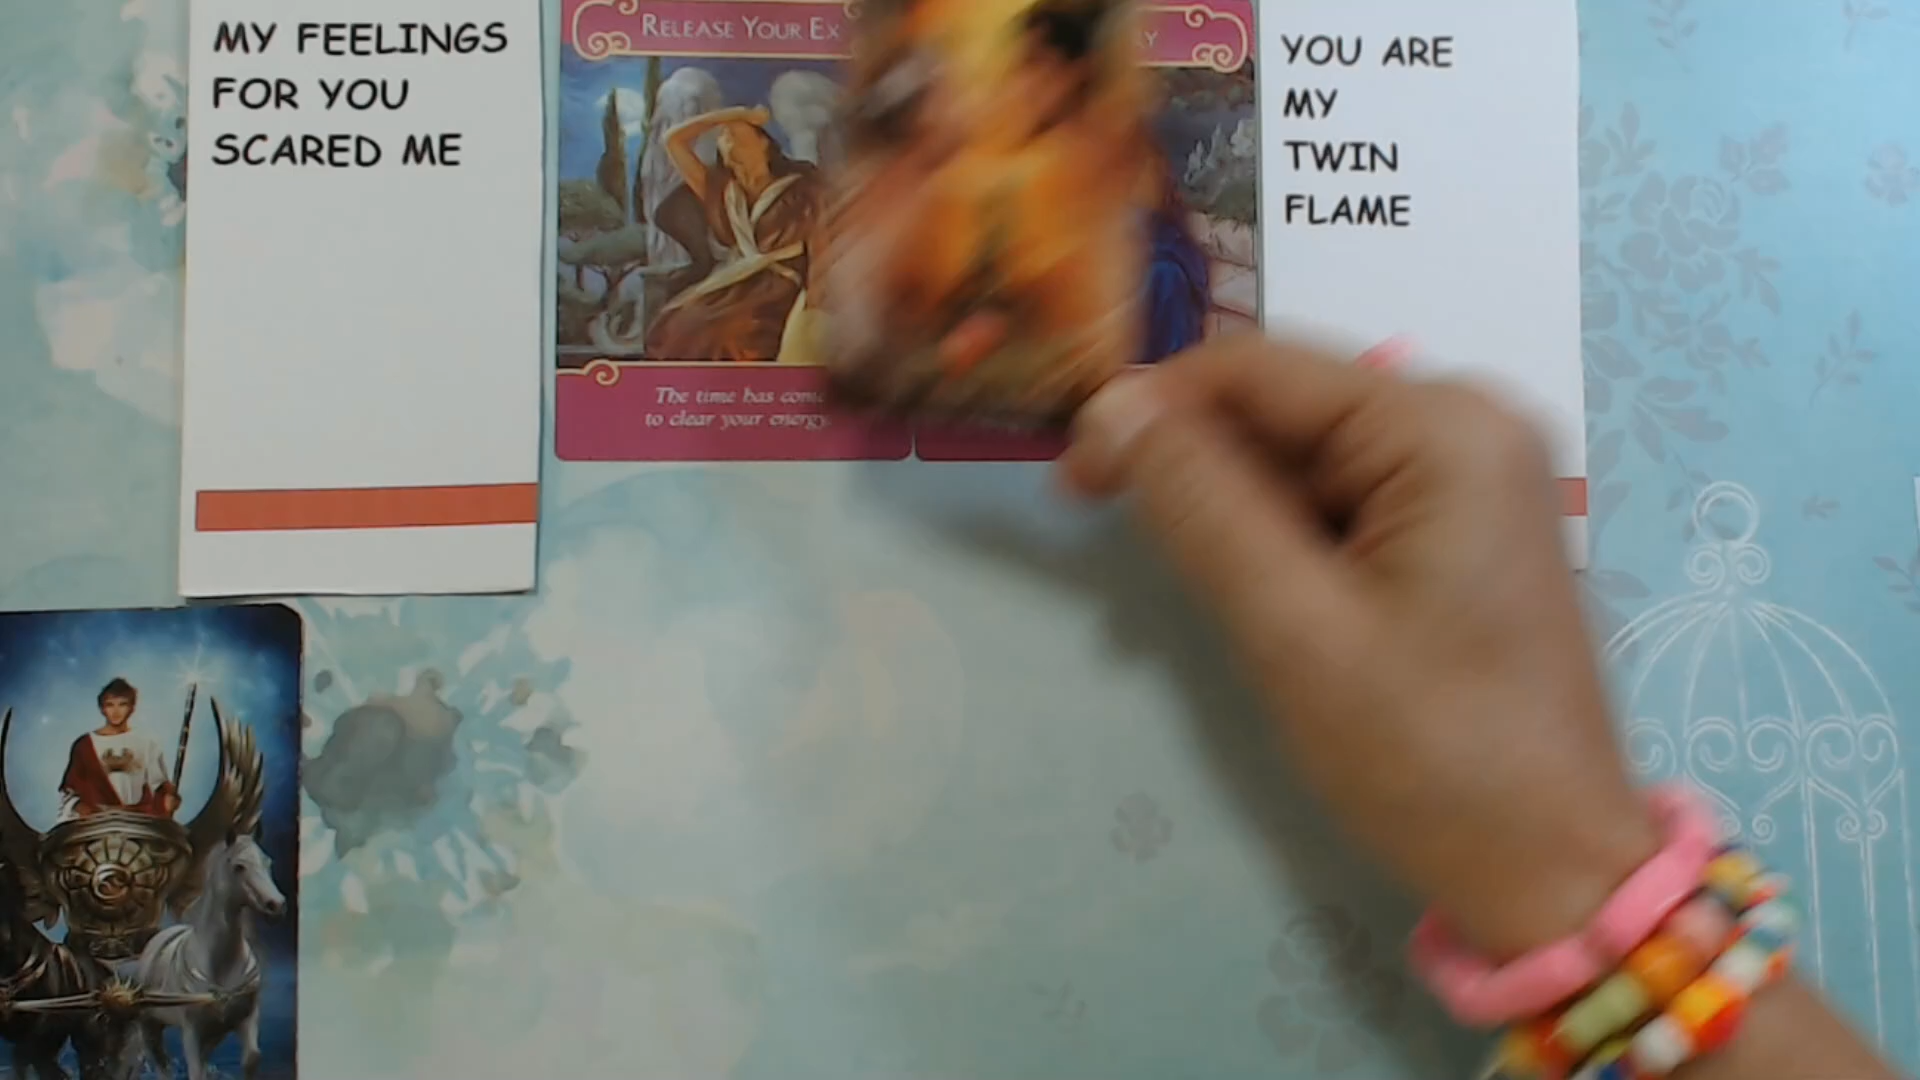 MY FEELINGS
FOR YOU
SCARED ME
RELEASE YOUR EX
The time has come
to clear your energy.
YOU ARE
MY
TWIN
FLAME